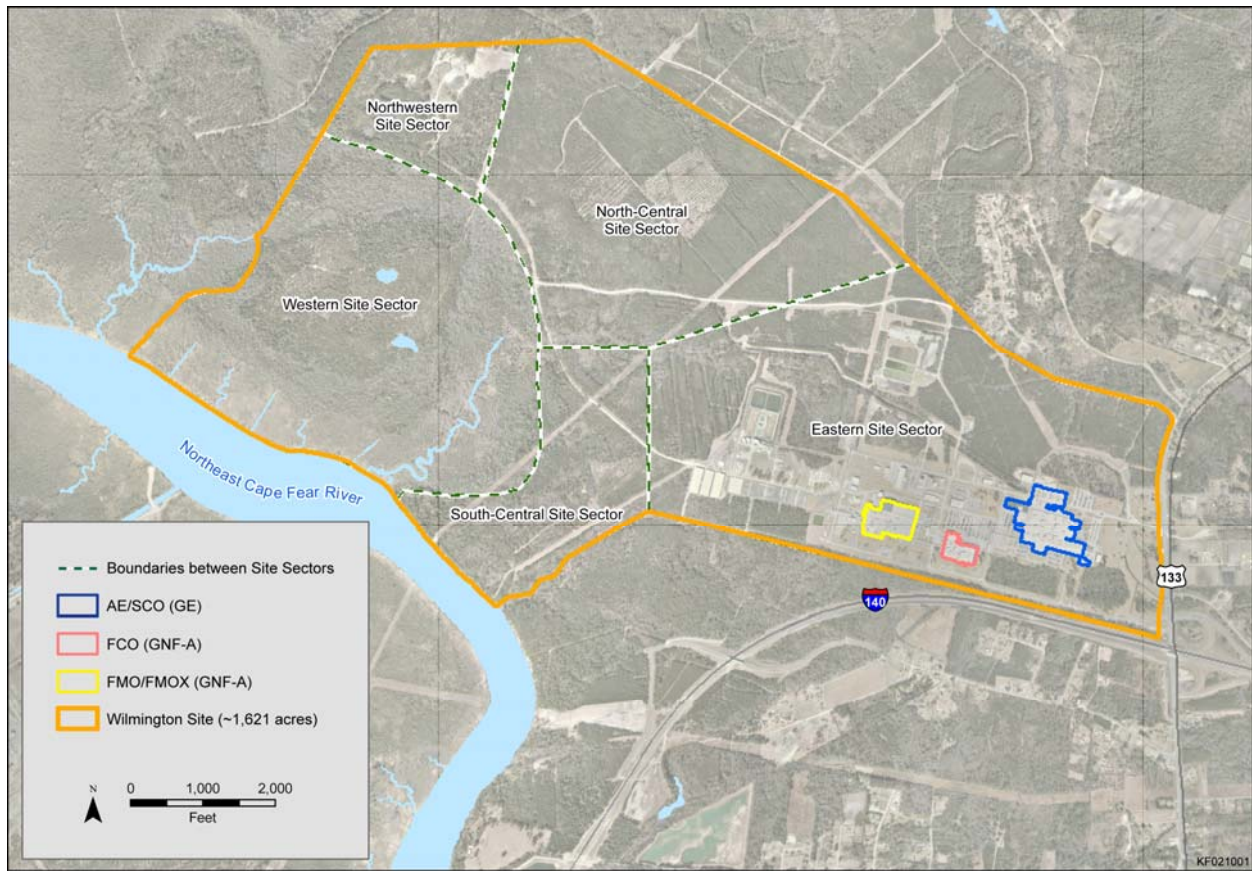 Northwestern
Site Sector
North-Central
Site Sector
Western Site Sector
Eastern Site Sector
Northeast Cape Fear River
South-Central Site Sector
133
140
Boundaries between Site Sectors
AE/SCO (GE)
FCO (GNF-A)
FMO/FMOX (GNF-A)
Wilmington Site (~1,621 acres)
N
0 1,000 2,000
Feet
KF021001